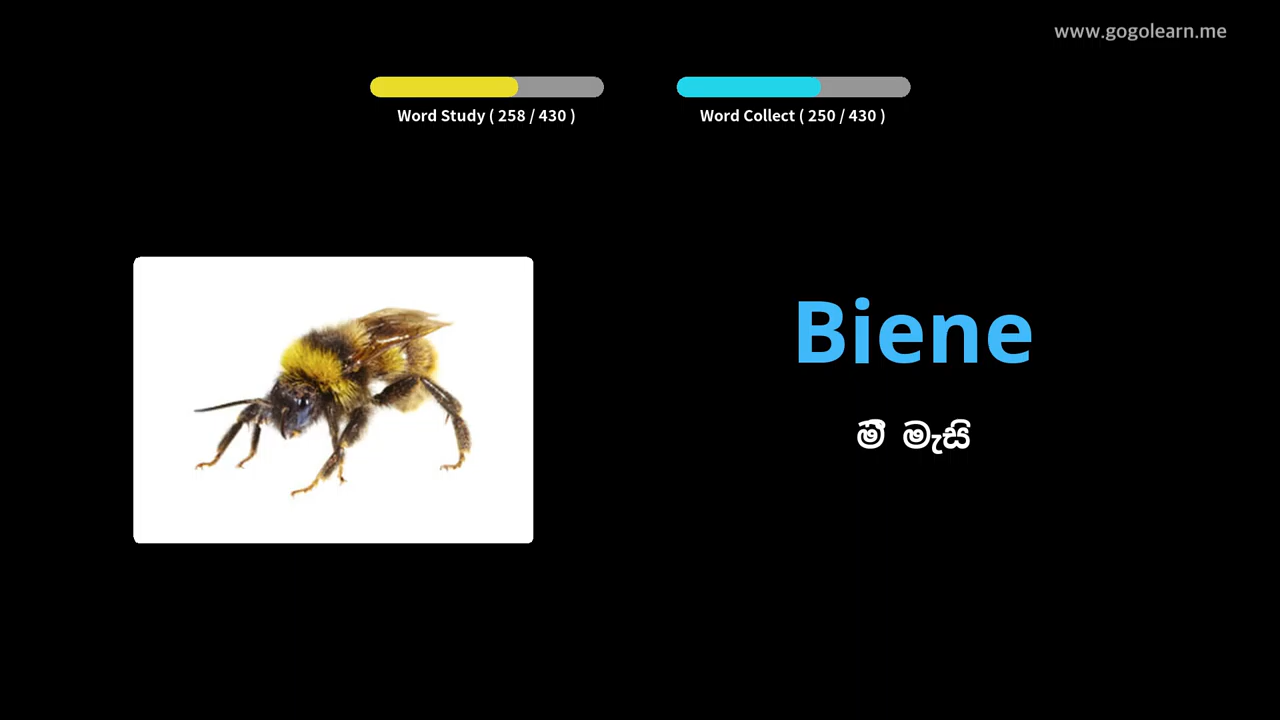 www.gogolearn.me
Word Study ( 258 / 430 )
Word Collect ( 250 / 430 )
Biene
මී මැසි